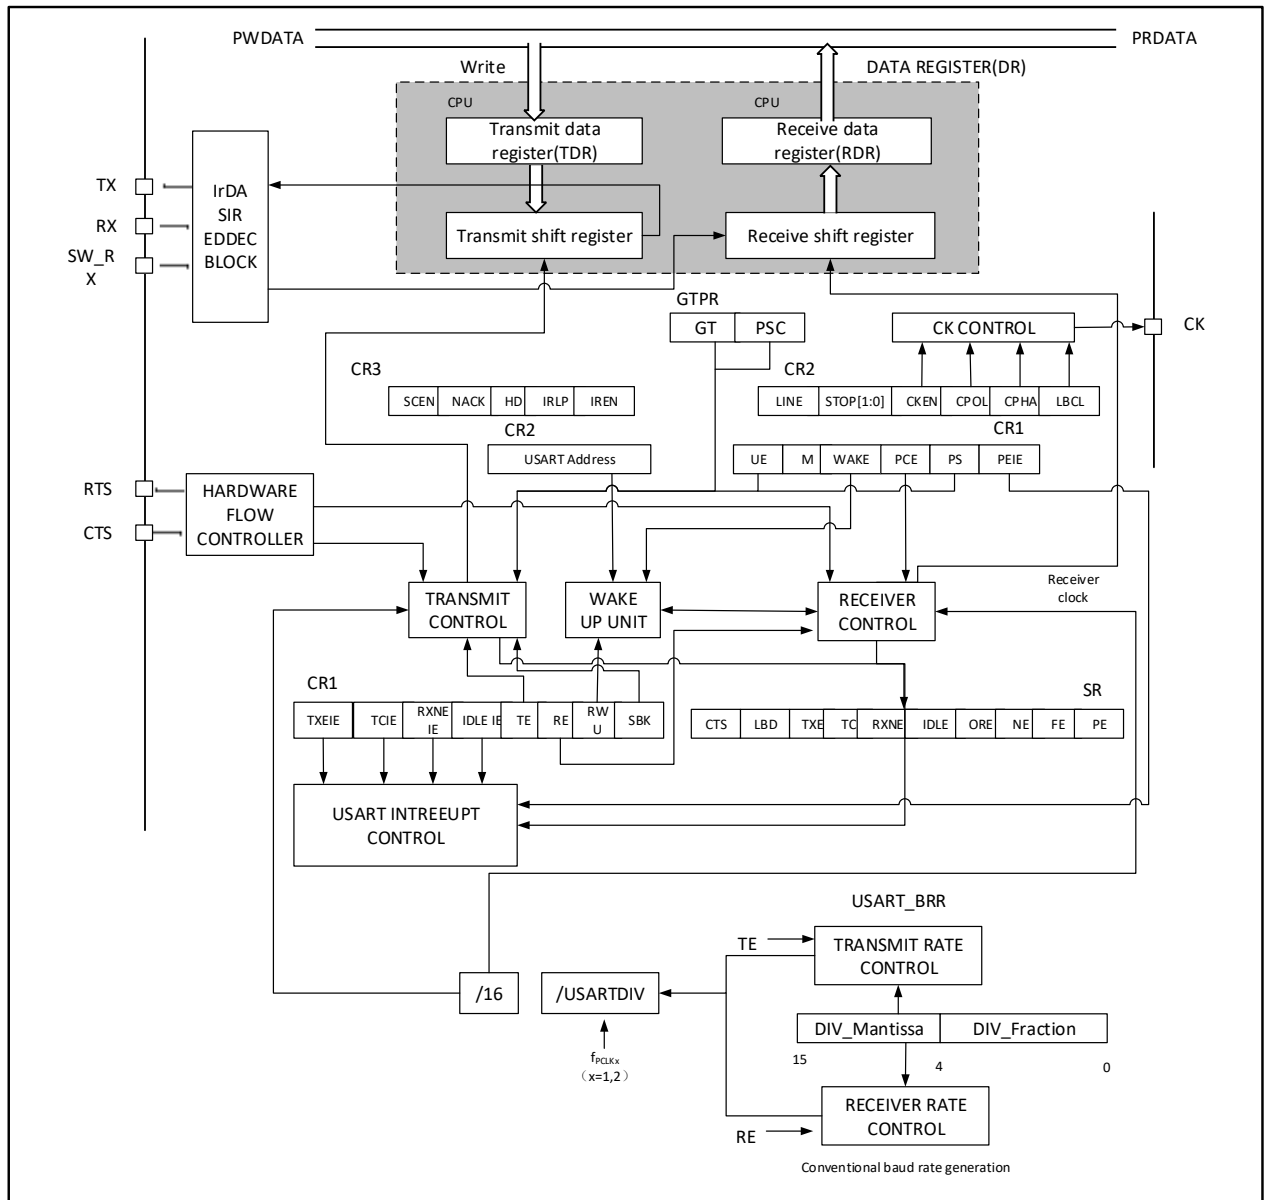 PWDATA
PRDATA
Write
DATA REGISTER(DR)
CPU
CPU
Transmit data
register(TDR)
Receive data
register(RDR)
TX
RX
SW_R
X
IrDA
SIR
EDDEC
BLOCK
Transmit shift register
Receive shift register
GTPR
GT
PSC
CK CONTROL
CK
CR3
CR2
SCEN
NACK
HD
IRLP
IREN
LINE
STOP[1:0]
CKEN
CPOL
CPHA
LBCL
CR2
CR1
USART Address
UE
M
WAKE
PCE
PS
PEIE
RTS
CTS
HARDWARE
FLOW
CONTROLLER
TRANSMIT
CONTROL
WAKE
UP UNIT
RECEIVER
CONTROL
Receiver
clock
CR1
SR
TXEIE
TCIE
RXNE
IE
IDLE IE
TE
RE
RW
U
SBK
CTS
LBD
TXE
TC
RXNE
IDLE
ORE
NE
FE
PE
USART INTREEUPT
CONTROL
USART_BRR
TE
TRANSMIT RATE
CONTROL
/16
/USARTDIV
DIV_Mantissa
DIV_Fraction
15
4
0
fPCLKx
（x=1,2）
RECEIVER RATE
CONTROL
RE
Conventional baud rate generation